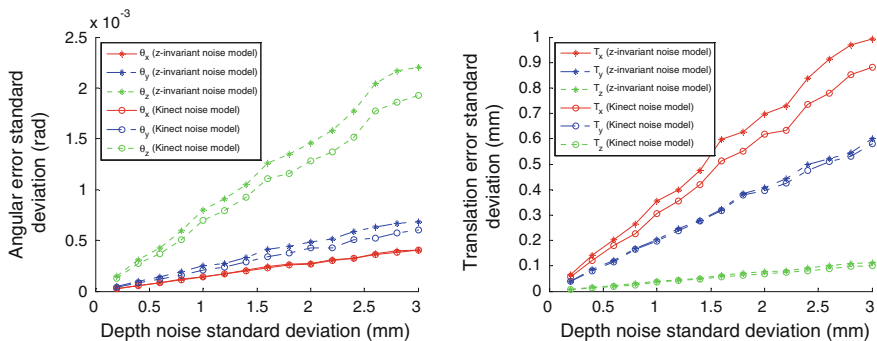 x 10⁻³
2.5
2
1.5
1
0.5
0
Angular error standard
deviation (rad)
θx (z-invariant noise model)
θy (z-invariant noise model)
θz (z-invariant noise model)
θx (Kinect noise model)
θy (Kinect noise model)
θz (Kinect noise model)
0 0.5 1.0 1.5 2.0 2.5 3
Depth noise standard deviation (mm)
1
0.9
0.8
0.7
0.6
0.5
0.4
0.3
0.2
0.1
0
Translation error standard
deviation (mm)
Tx (z-invariant noise model)
Ty (z-invariant noise model)
Tz (z-invariant noise model)
Tx (Kinect noise model)
Ty (Kinect noise model)
Tz (Kinect noise model)
0 0.5 1 1.5 2 2.5 3
Depth noise standard deviation (mm)